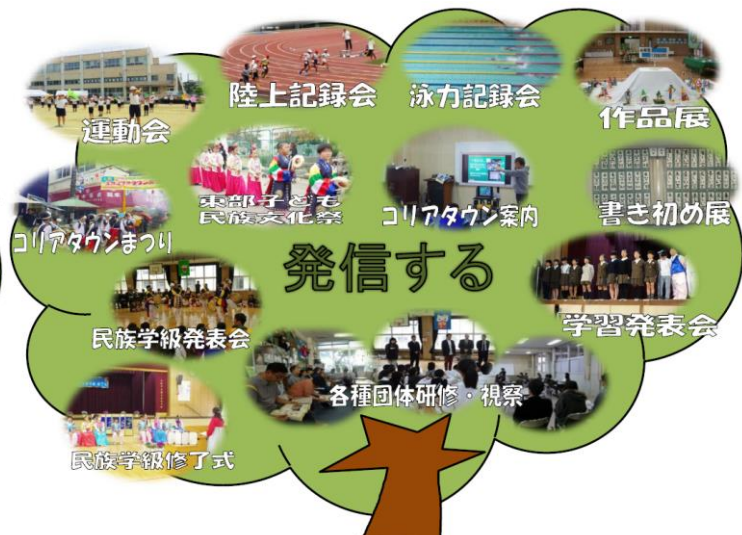 運動会
陸上記録会
泳力記録会
作品展
コリアタウンまつり
東部子ども
民族文化祭
コリアタウン案内
書き初め展
発信する
民族学級発表会
学習発表会
各種団体研修・視察
民族学級修了式